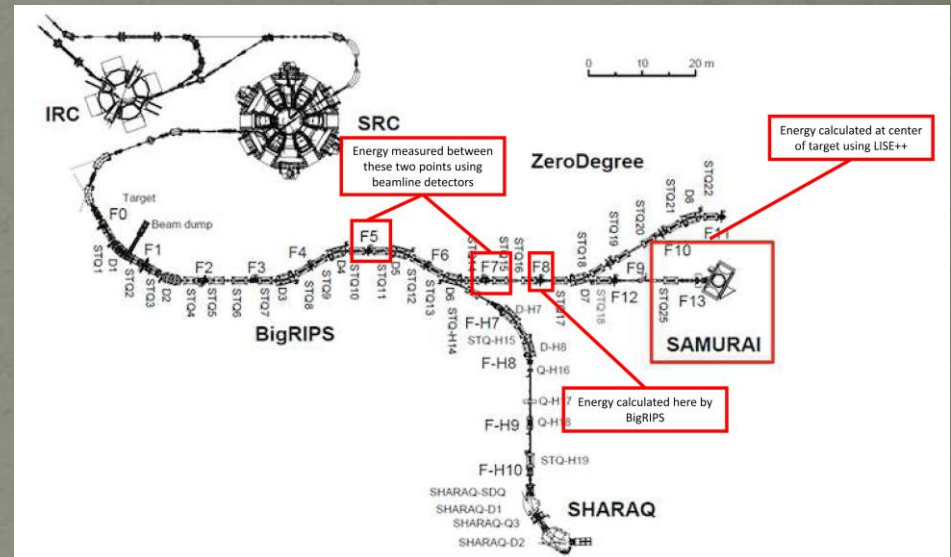 IRC
SRC
Energy measured between
these two points using
beamline detectors
ZeroDegree
Energy calculated at center
of target using LISE++
0
10
20 m
Target
Beam dump
F0
STQ1
D1
STQ2
F1
STQ3
D2
STQ4
F2
STQ5
STQ6
F3
STQ7
D3
F4
STQ8
STQ9
D4
STQ10
F5
STQ11
D5
STQ12
F6
STQ13
D6
STQ-H14
F7
STQ15
STQ16
F8
STQ17
STQ18
D7
STQ18
STQ19
STQ20
STQ21
D8
STQ22
F9
F10
F11
F12
STQ25
F13
BigRIPS
SAMURAI
F-H7
D-H7
STQ-H15
D-H8
F-H8
Q-H16
Energy calculated here by
BigRIPS
F-H9
Q-H18
F-H10
STQ-H19
SHARAQ-SDQ
SHARAQ-D1
SHARAQ-Q3
SHARAQ-D2
SHARAQ